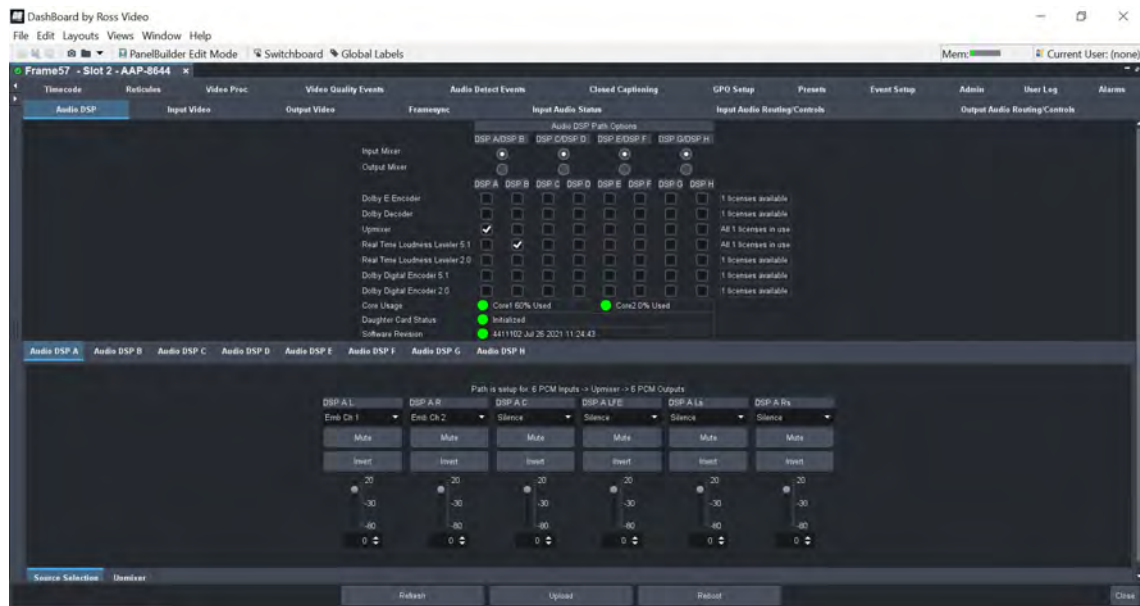 DashBoard by Ross Video
File Edit Layouts Views Window Help
PanelBuilder Edit Mode Switchboard Global Labels Mem: Current User: (none)
Frame57 - Slot 2 - AAP-8644
Timecode Reticules Video Proc Video Quality Events Audio Detect Events Closed Captioning GPO Setup Presets Event Setup Admin User Log Alarms
Audio DSP Input Video Output Video Framesync Input Audio Status Input Audio Routing/Controls Output Audio Routing/Controls
Audio DSP Path Options
DSP A/DSP B DSP C/DSP D DSP E/DSP F DSP G/DSP H
Input Mixer
Output Mixer
DSP A DSP B DSP C DSP D DSP E DSP F DSP G DSP H
Dolby E Encoder 1 licenses available
Dolby Decoder 1 licenses available
Upmixer All 1 licenses in use
Real Time Loudness Leveler 5.1 All 1 licenses in use
Real Time Loudness Leveler 2.0 1 licenses available
Dolby Digital Encoder 5.1 1 licenses available
Dolby Digital Encoder 2.0 1 licenses available
Core Usage Core1 60% Used Core2 0% Used
Daughter Card Status Initialized
Software Revision 4411102 Jul 26 2021 11:24:43
Audio DSP A Audio DSP B Audio DSP C Audio DSP D Audio DSP E Audio DSP F Audio DSP G Audio DSP H
Path is setup for: 6 PCM Inputs -> Upmixer -> 6 PCM Outputs
DSP A L DSP A R DSP A C DSP A LFE DSP A Ls DSP A Rs
Emb Ch 1 Emb Ch 2 Silence Silence Silence Silence
Mute Mute Mute Mute Mute Mute
Invert Invert Invert Invert Invert Invert
20 20 20 20 20 20
-30 -30 -30 -30 -30 -30
-80 -80 -80 -80 -80 -80
0 0 0 0 0 0
Source Selection Upmixer
Refresh Upload Reboot Close